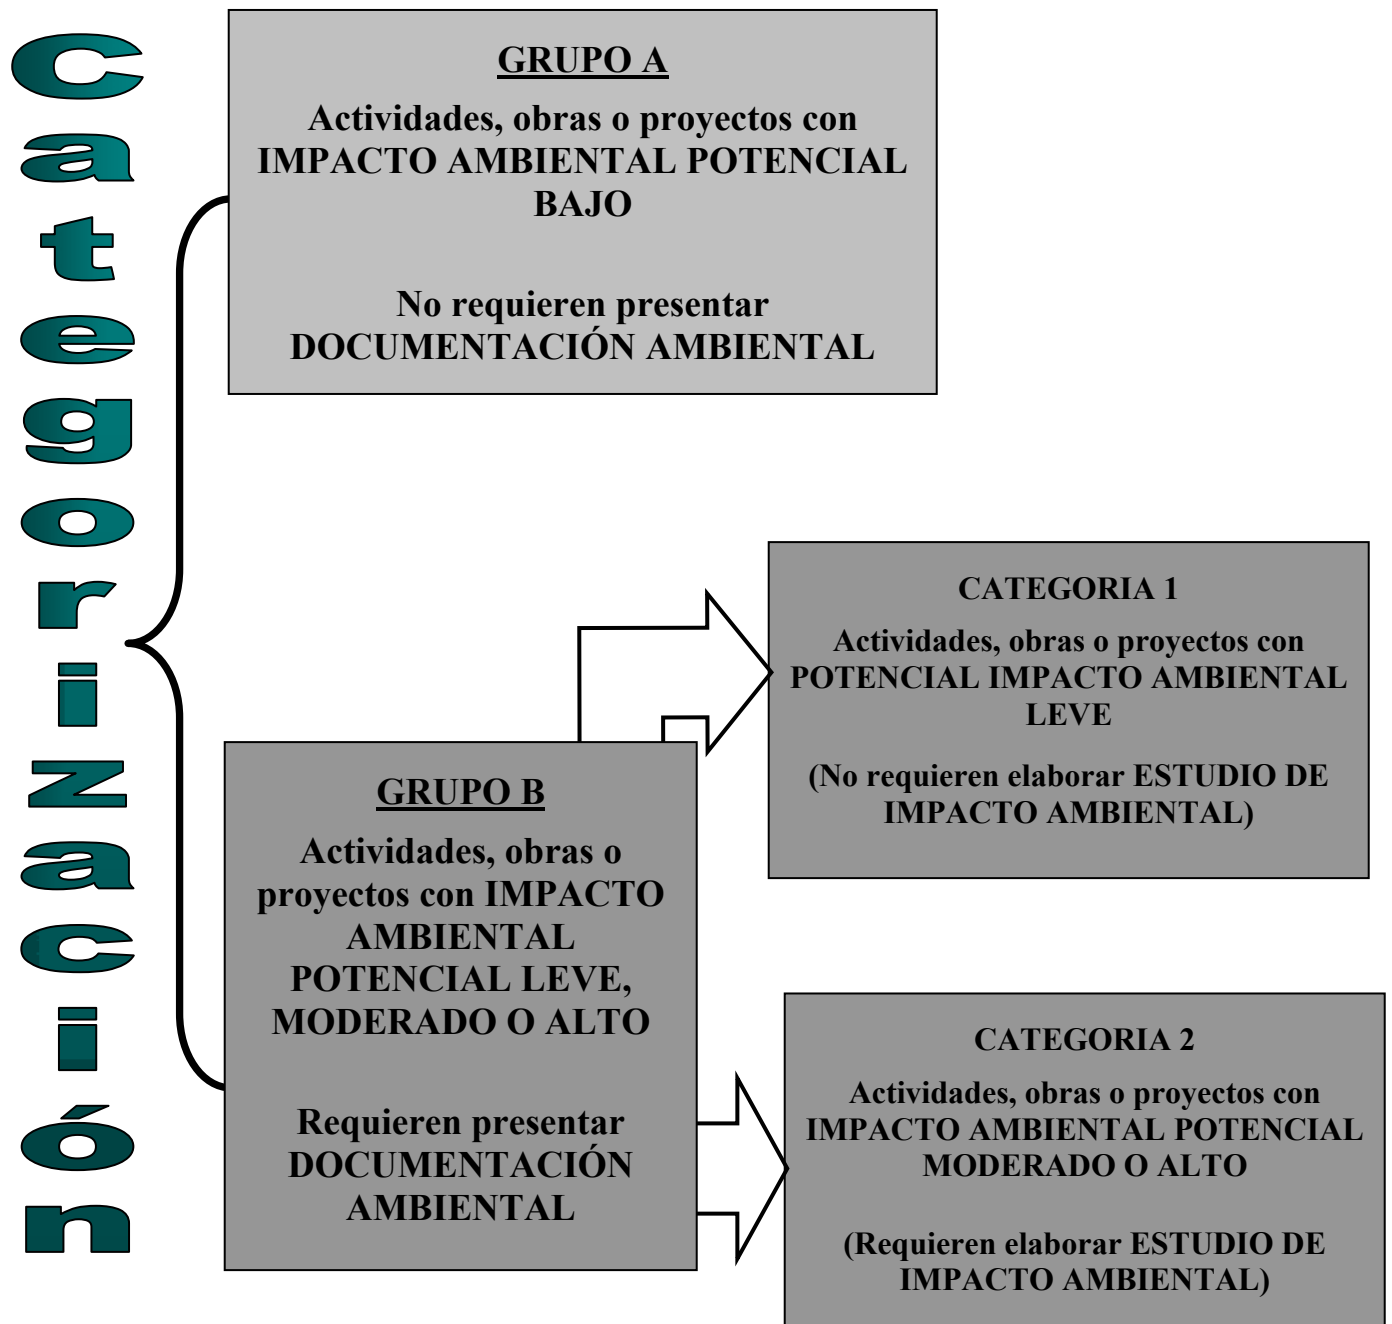 Categorización
GRUPO A
Actividades, obras o proyectos con
IMPACTO AMBIENTAL POTENCIAL
BAJO
No requieren presentar
DOCUMENTACIÓN AMBIENTAL
GRUPO B
Actividades, obras o
proyectos con IMPACTO
AMBIENTAL
POTENCIAL LEVE,
MODERADO O ALTO
Requieren presentar
DOCUMENTACIÓN
AMBIENTAL
CATEGORIA 1
Actividades, obras o proyectos con
POTENCIAL IMPACTO AMBIENTAL
LEVE
(No requieren elaborar ESTUDIO DE
IMPACTO AMBIENTAL)
CATEGORIA 2
Actividades, obras o proyectos con
IMPACTO AMBIENTAL POTENCIAL
MODERADO O ALTO
(Requieren elaborar ESTUDIO DE
IMPACTO AMBIENTAL)